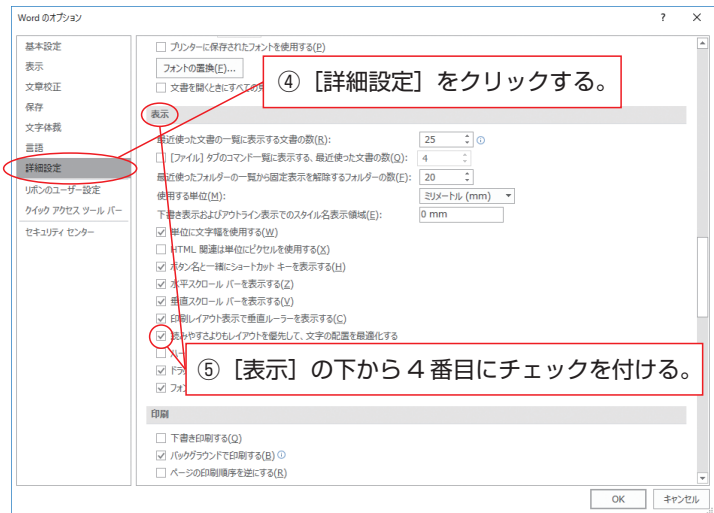 Word のオプション
? ×
基本設定
表示
文章校正
保存
文字体裁
言語
詳細設定
リボンのユーザー設定
クイック アクセス ツール バー
セキュリティ センター
プリンターに保存されたフォントを使用する(P)
フォントの置換(F)...
文書を開くときにすべての
④［詳細設定］をクリックする。
表示
最近使った文書の一覧に表示する文書の数(R): 25
[ファイル] タブのコマンド一覧に表示する、最近使った文書の数(Q): 4
最近使ったフォルダーの一覧から固定表示を解除するフォルダーの数(F): 20
使用する単位(M): ミリメートル (mm)
下書き表示およびアウトライン表示でのスタイル名表示領域(E): 0 mm
単位に文字幅を使用する(W)
HTML 関連は単位にピクセルを使用する(X)
ボタン名と一緒にショートカット キーを表示する(H)
水平スクロール バーを表示する(Z)
垂直スクロール バーを表示する(V)
印刷レイアウト表示で垂直ルーラーを表示する(C)
読みやすさよりもレイアウトを優先して、文字の配置を最適化する
ハー
ドラ
フォン
⑤［表示］の下から 4 番目にチェックを付ける。
印刷
下書き印刷する(Q)
バックグラウンドで印刷する(B)
ページの印刷順序を逆にする(R)
OK キャンセル